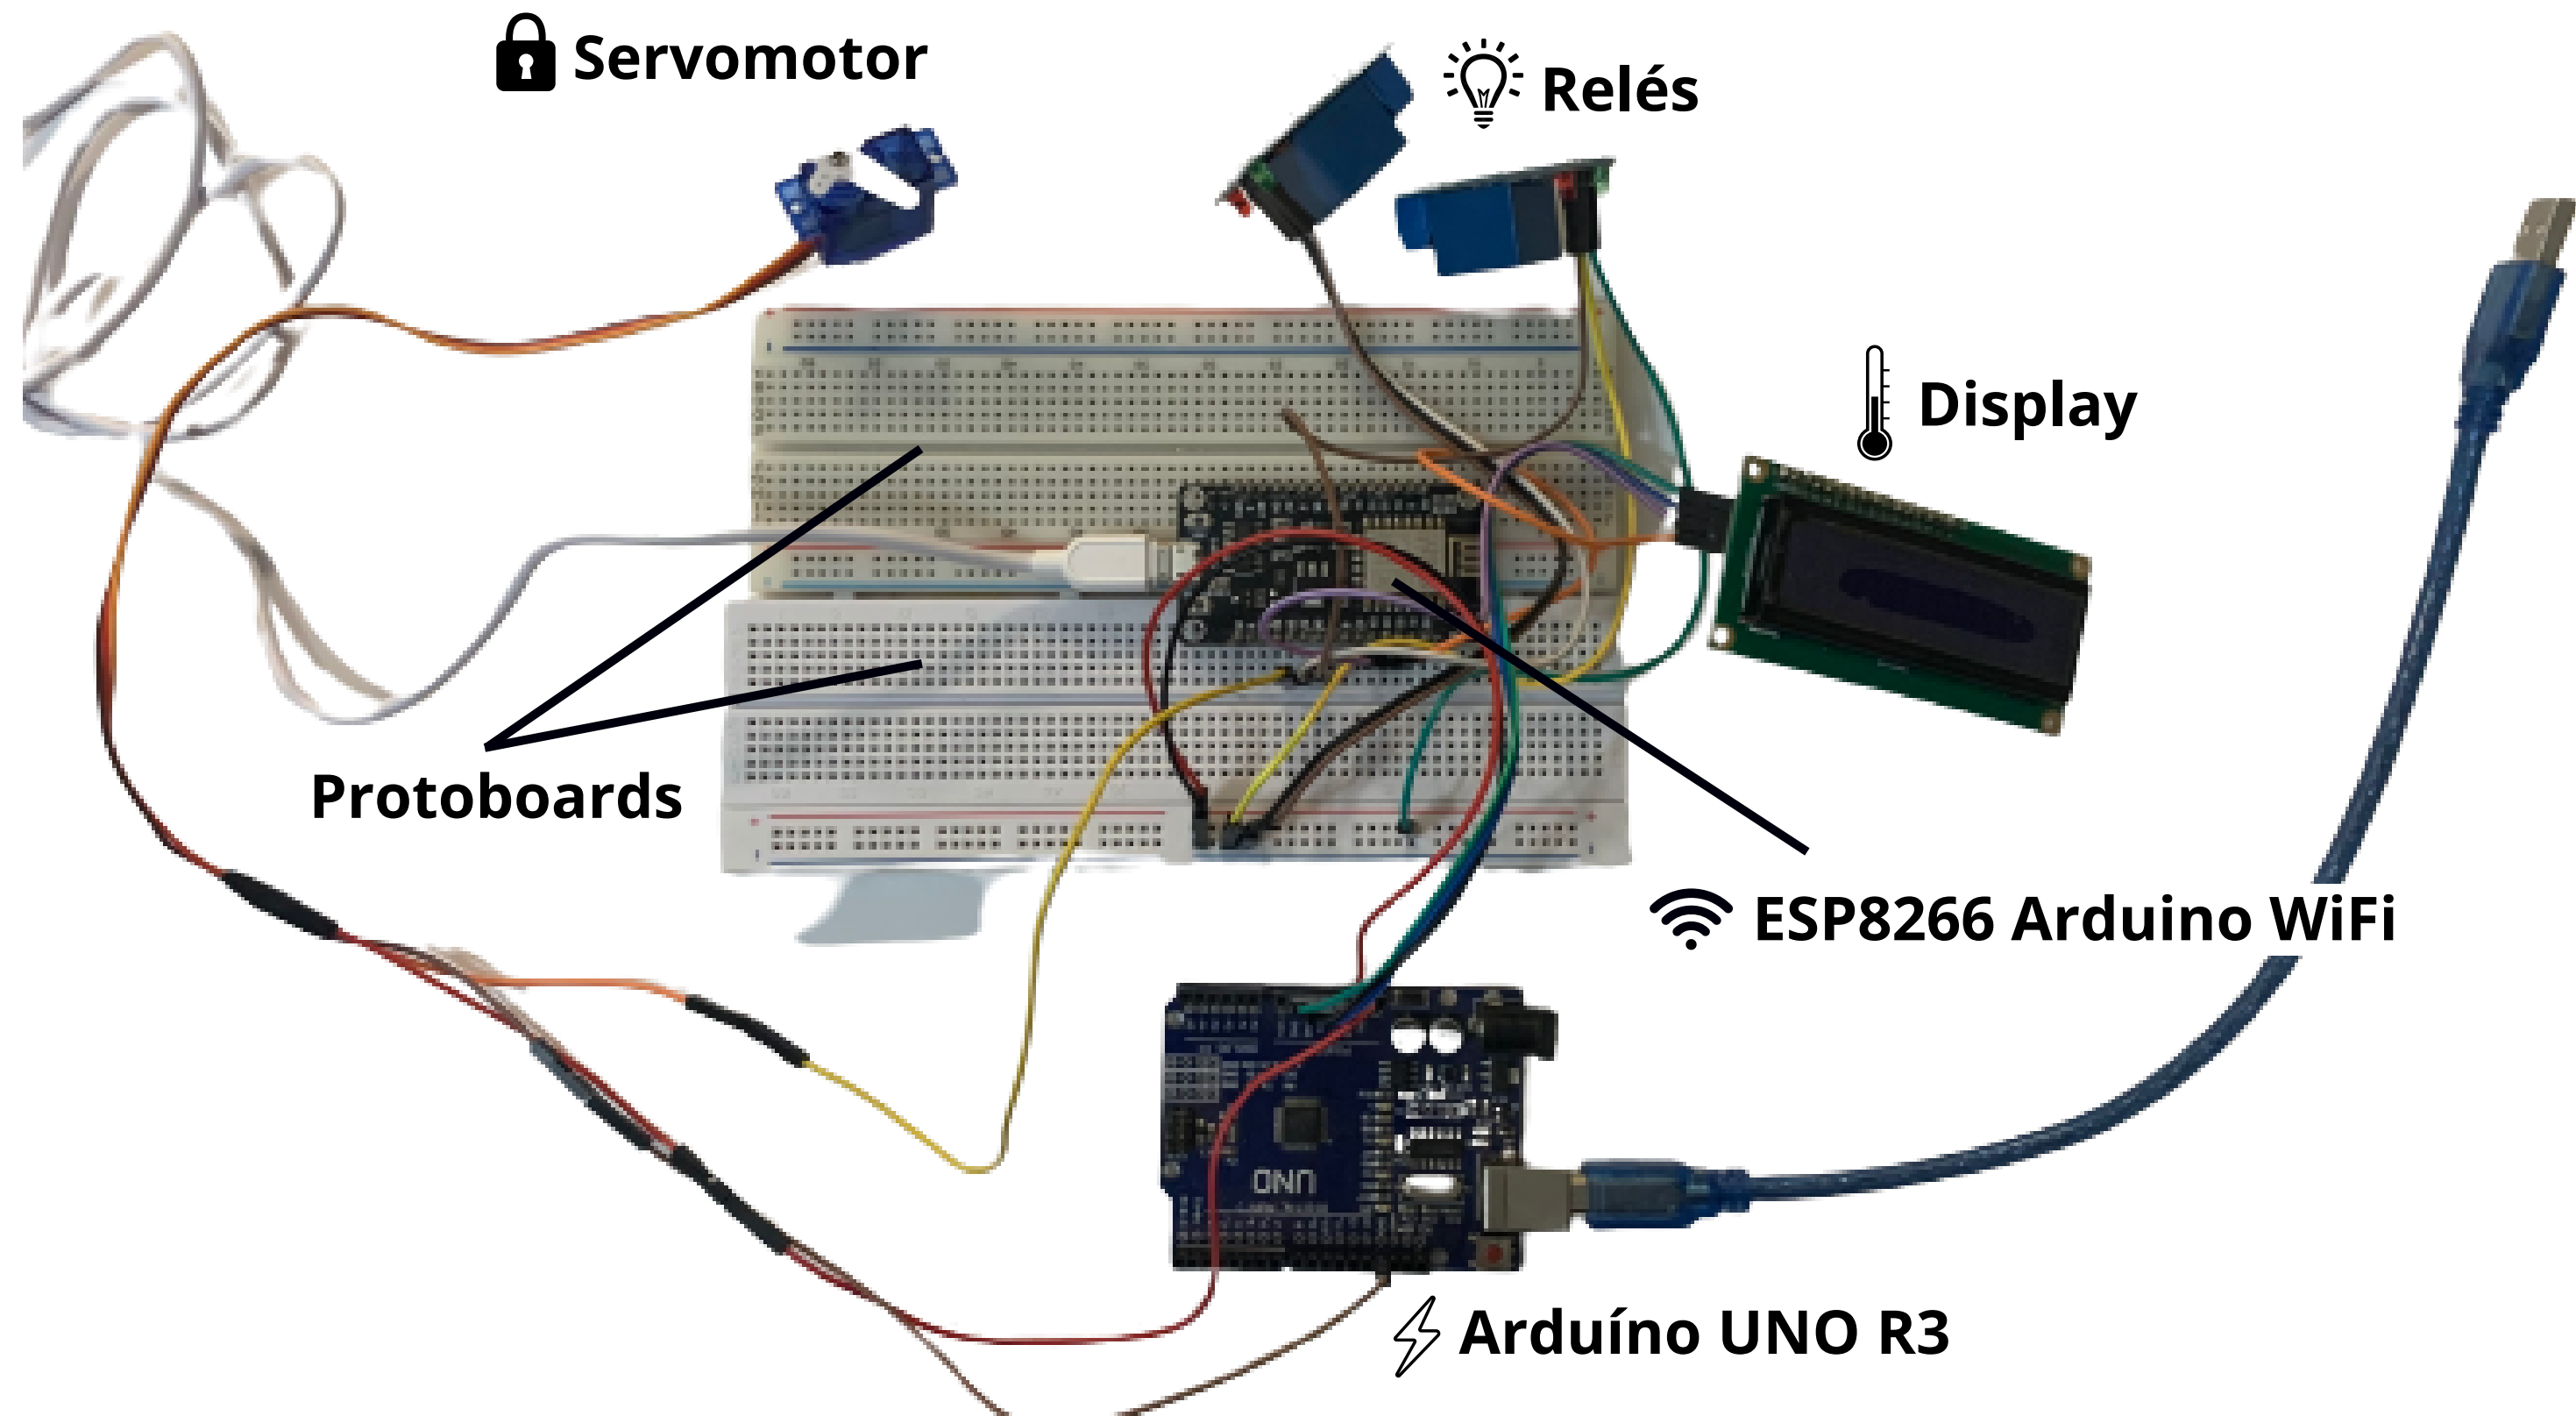 Servomotor
Relés
Display
Protoboards
ESP8266 Arduino WiFi
UNO
Arduíno UNO R3